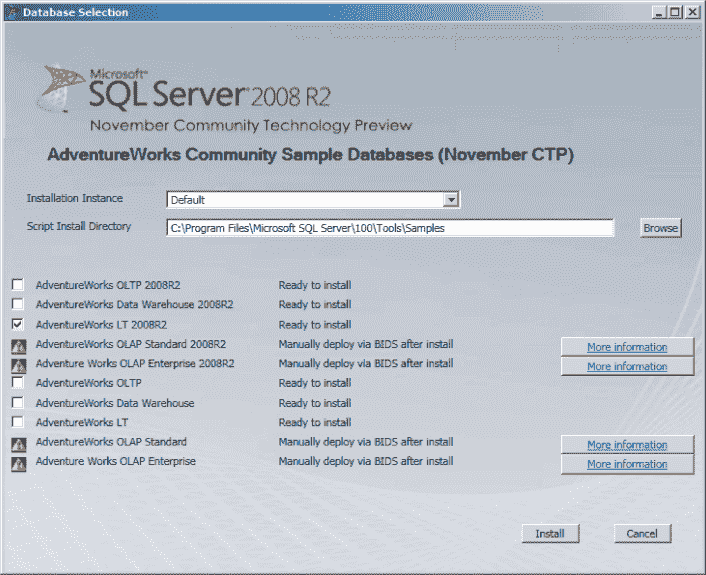 Database Selection
Microsoft®
SQL Server® 2008 R2
November Community Technology Preview
AdventureWorks Community Sample Databases (November CTP)
Installation Instance Default
Script Install Directory C:\Program Files\Microsoft SQL Server\100\Tools\Samples Browse
AdventureWorks OLTP 2008R2 Ready to install
AdventureWorks Data Warehouse 2008R2 Ready to install
AdventureWorks LT 2008R2 Ready to install
AdventureWorks OLAP Standard 2008R2 Manually deploy via BIDS after install More information
Adventure Works OLAP Enterprise 2008R2 Manually deploy via BIDS after install More information
AdventureWorks OLTP Ready to install
AdventureWorks Data Warehouse Ready to install
AdventureWorks LT Ready to install
AdventureWorks OLAP Standard Manually deploy via BIDS after install More information
Adventure Works OLAP Enterprise Manually deploy via BIDS after install More information
Install Cancel